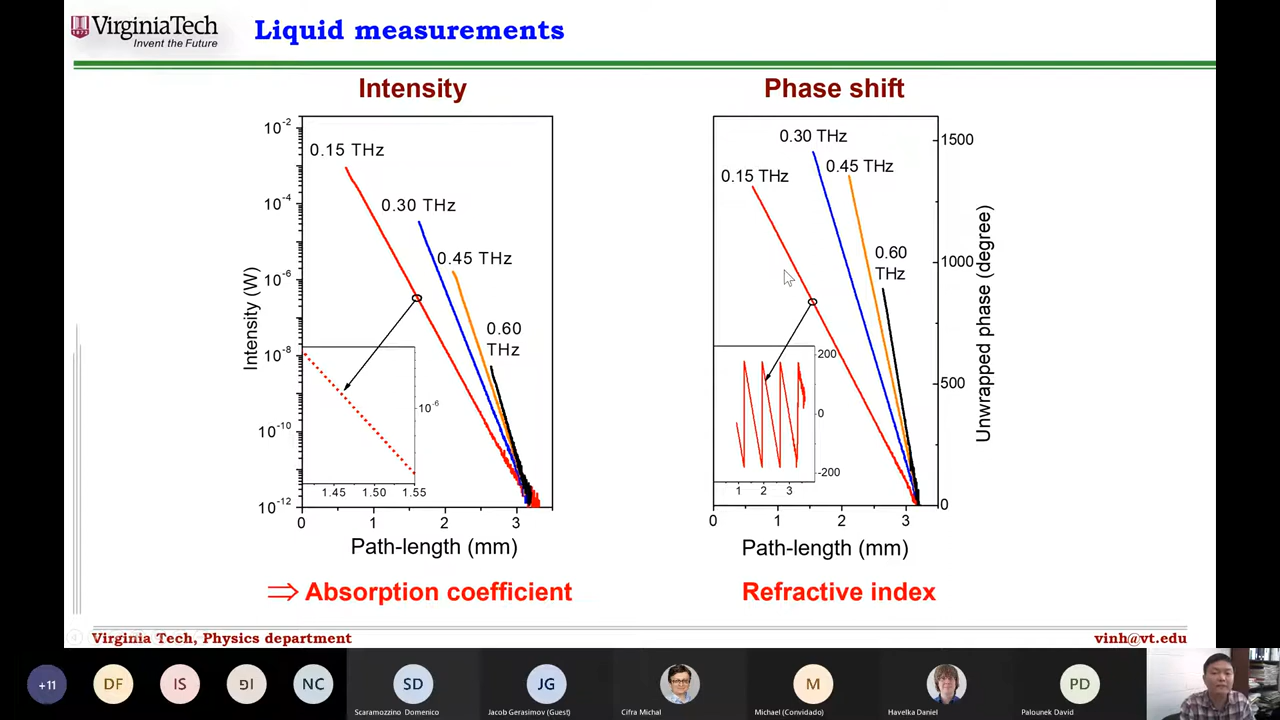 VirginiaTech
Invent the Future
Liquid measurements
Intensity
Phase shift
10-2
10-4
10-6
10-8
10-10
10-12
Intensity (W)
0.15 THz
0.30 THz
0.45 THz
0.60
THz
10-6
1.45 1.50 1.55
0 1 2 3
Path-length (mm)
0.30 THz
0.45 THz
0.15 THz
0.60
THz
200
0
-200
1 2 3
1500
1000
500
0
Unwrapped phase (degree)
0 1 2 3
Path-length (mm)
⇒ Absorption coefficient
Refractive index
4
Virginia Tech, Physics department
vinh@vt.edu
+11
DF
IS
פו
NC
SD
JG
M
PD
Scaramozzino Domenico
Jacob Gerasimov (Guest)
Cifra Michal
Michael (Convidado)
Havelka Daniel
Palounek David